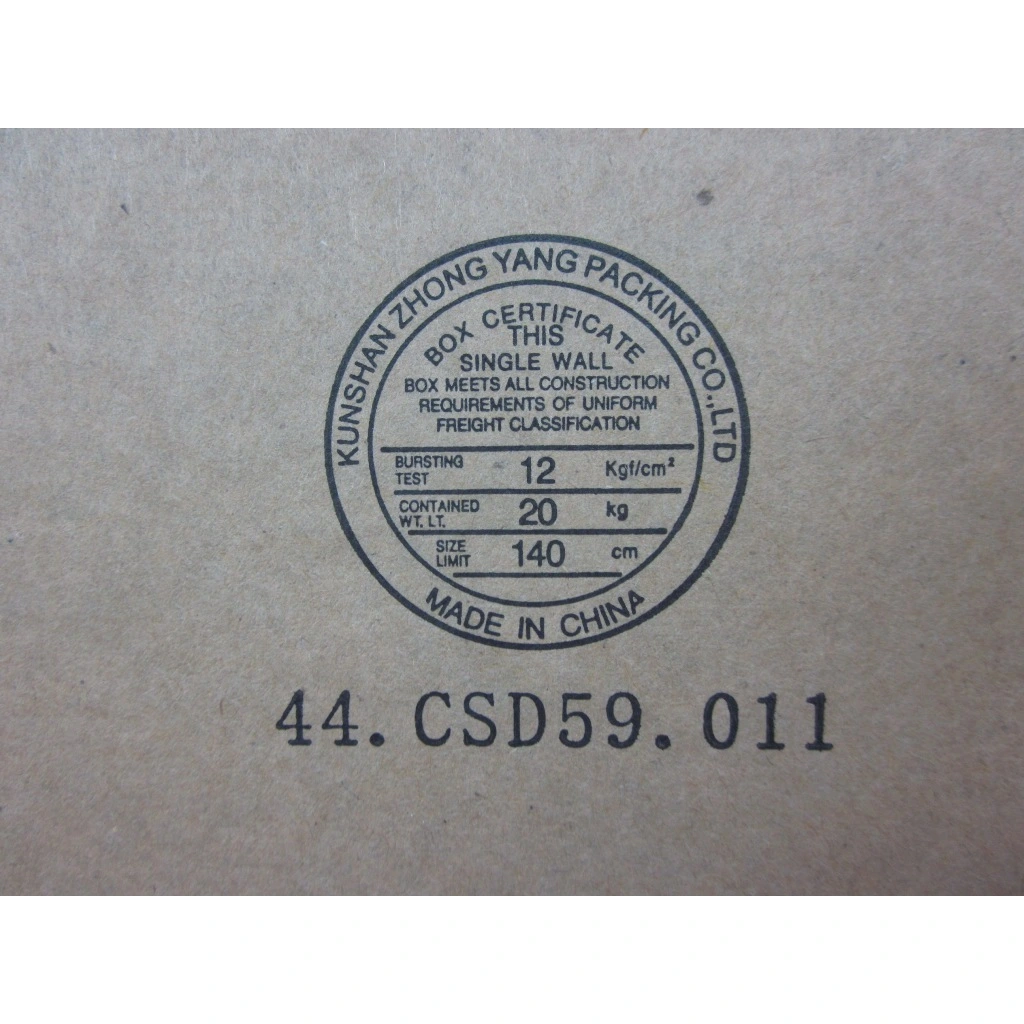 KUNSHAN ZHONG YANG PACKING CO.,LTD
BOX CERTIFICATE
THIS
SINGLE WALL
BOX MEETS ALL CONSTRUCTION
REQUIREMENTS OF UNIFORM
FREIGHT CLASSIFICATION
BURSTING TEST 12 Kgf/cm²
CONTAINED WT. LT. 20 kg
SIZE LIMIT 140 cm
MADE IN CHINA
44.CSD59.011